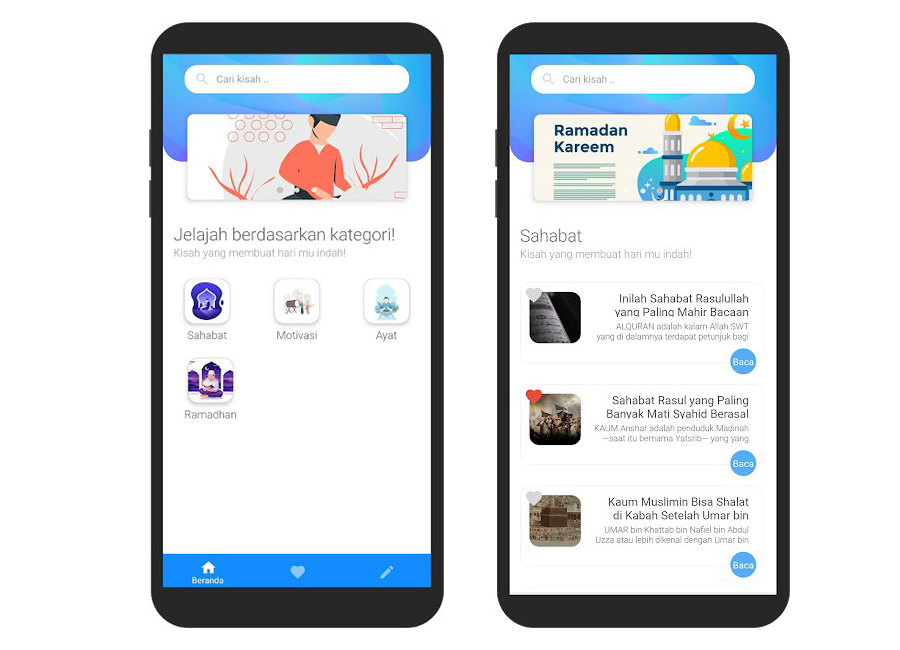 Cari kisah ..
Jelajah berdasarkan kategori!
Kisah yang membuat hari mu indah!
Sahabat
Motivasi
Ayat
Ramadhan
Beranda
Cari kisah ..
Ramadan
Kareem
Sahabat
Kisah yang membuat hari mu indah!
Inilah Sahabat Rasulullah
yang Paling Mahir Bacaan
ALQURAN adalah kalam Allah SWT
yang di dalamnya terdapat petunjuk bagi
Baca
Sahabat Rasul yang Paling
Banyak Mati Syahid Berasal
KAUM Anshar adalah penduduk Madinah
—saat itu bernama Yatsrib— yang yang
Baca
Kaum Muslimin Bisa Shalat
di Kabah Setelah Umar bin
UMAR bin Khattab bin Nafiel bin Abdul
Uzza atau lebih dikenal dengan Umar bin
Baca